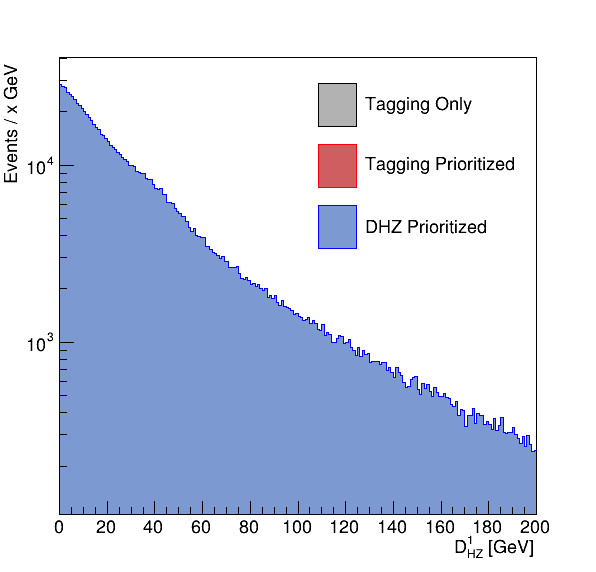 Events / x GeV
10^4
10^3
Tagging Only
Tagging Prioritized
DHZ Prioritized
0 20 40 60 80 100 120 140 160 180 200
D^1_HZ [GeV]